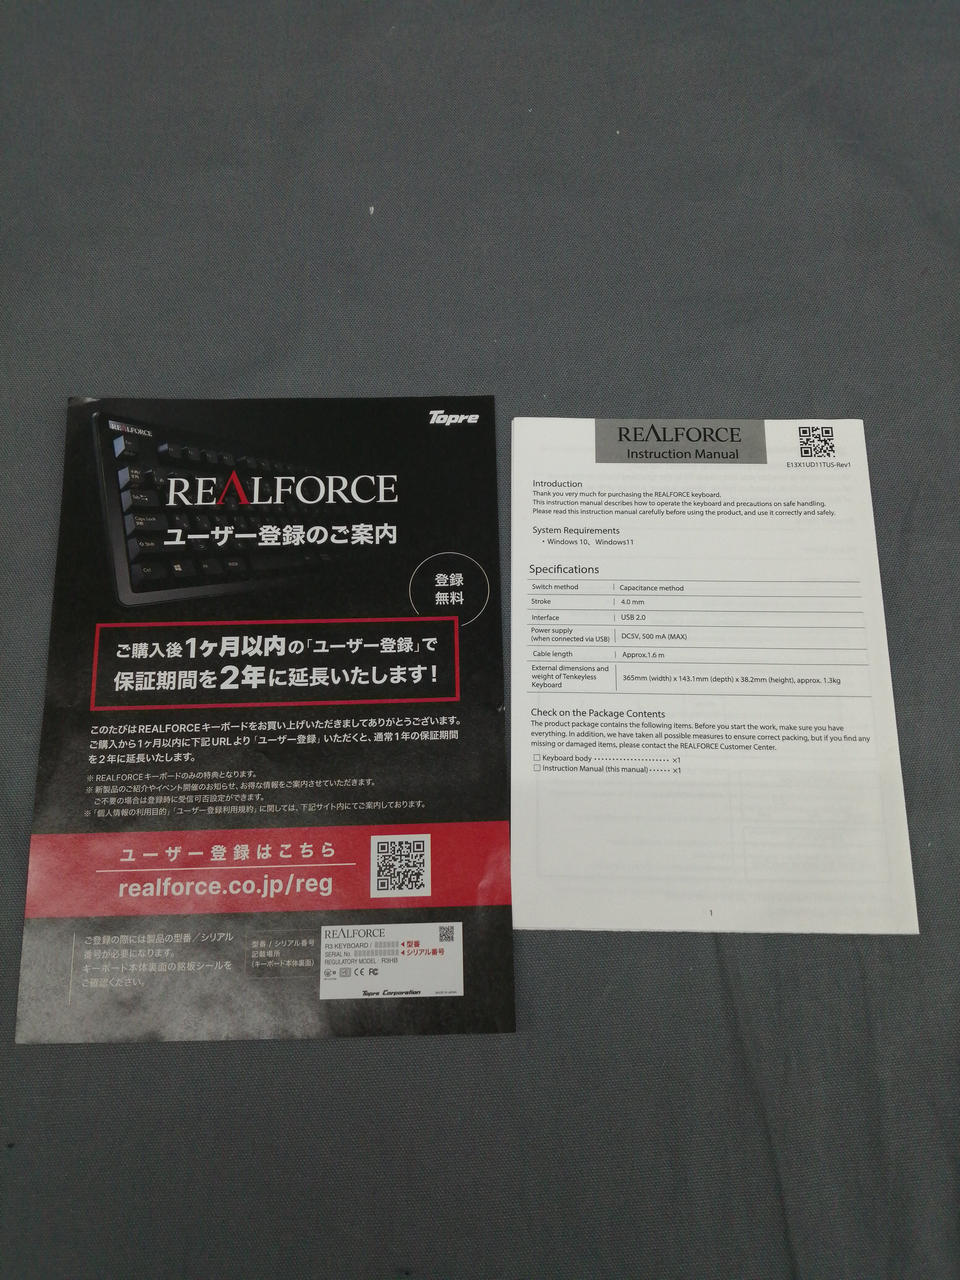 Topre
REALFORCE
REALFORCE
ユーザー登録のご案内
登録
無料
ご購入後1ヶ月以内の「ユーザー登録」で
保証期間を2年に延長いたします!
このたびはREALFORCEキーボードをお買い上げいただきましてありがとうございます。
ご購入から1ヶ月以内に下記URLより「ユーザー登録」いただくと、通常1年の保証期間
を2年に延長いたします。
※ REALFORCEキーボードのみの特典となります。
※ 新製品のご紹介やイベント開催のお知らせ、お得な情報をご案内させていただきます。
ご不要の場合は登録時に受信可否設定ができます。
※「個人情報の利用目的」「ユーザー登録利用規約」に関しては、下記サイト内にてご案内しております。
ユーザー登録はこちら
realforce.co.jp/reg
ご登録の際には製品の型番/シリアル
番号が必要になります。
キーボード本体裏面の銘板シールを
ご確認ください。
型番 / シリアル番号
記載場所
(キーボード本体裏面)
REALFORCE
R3 KEYBOARD / 型番
SERIAL No. シリアル番号
REGULATORY MODEL : R3HB
CE FC
Topre Corporation
MADE IN JAPAN
REALFORCE
Instruction Manual
E13X1UD11TUS-Rev1
Introduction
Thank you very much for purchasing the REALFORCE keyboard.
This instruction manual describes how to operate the keyboard and precautions on safe handling.
Please read this instruction manual carefully before using the product, and use it correctly and safely.
System Requirements
・Windows 10、Windows11
Specifications
Switch method Capacitance method
Stroke 4.0 mm
Interface USB 2.0
Power supply
(when connected via USB) DC5V, 500 mA (MAX)
Cable length Approx.1.6 m
External dimensions and
weight of Tenkeyless
Keyboard 365mm (width) x 143.1mm (depth) x 38.2mm (height), approx. 1.3kg
Check on the Package Contents
The product package contains the following items. Before you start the work, make sure you have
everything. In addition, we have taken all possible measures to ensure correct packing, but if you find any
missing or damaged items, please contact the REALFORCE Customer Center.
□ Keyboard body ····················· ×1
□ Instruction Manual (this manual) ······ ×1
1